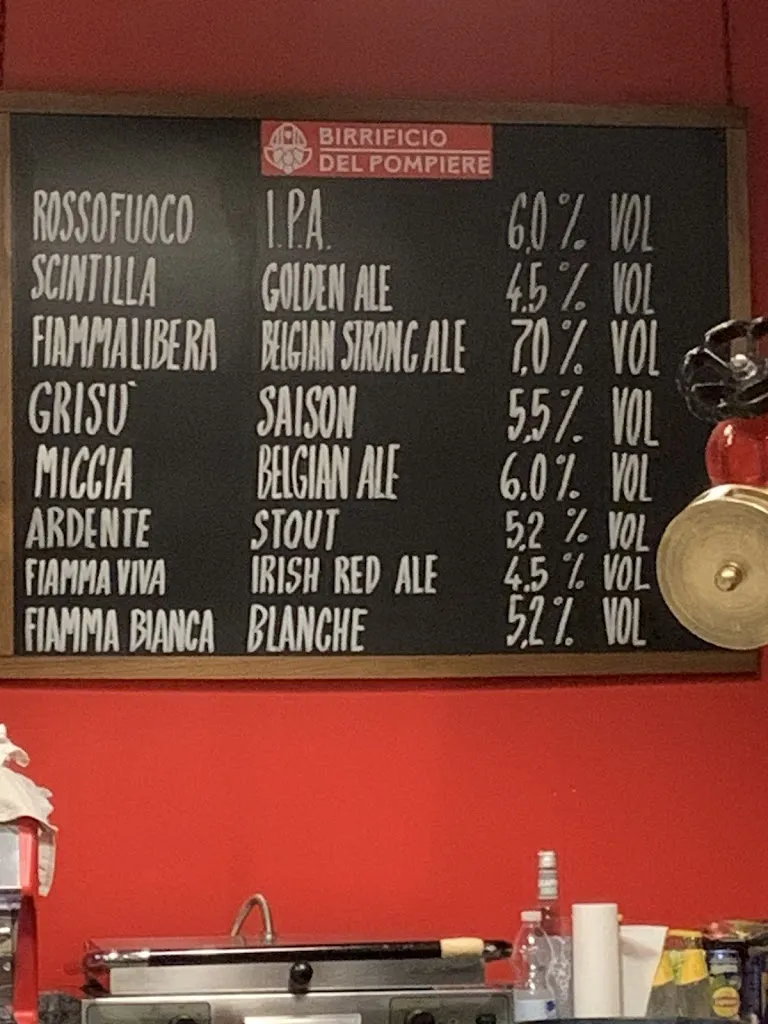 BIRRIFICIO
DEL POMPIERE
ROSSOFUOCO I.P.A. 6,0 % VOL
SCINTILLA GOLDEN ALE 4.5 % VOL
FIAMMALIBERA BELGIAN STRONG ALE 7,0 % VOL
GRISU` SAISON 5,5 % VOL
MICCIA BELGIAN ALE 6,0 % VOL
ARDENTE STOUT 5,2 % VOL
FIAMMA VIVA IRISH RED ALE 4.5 % VOL
FIAMMA BIANCA BLANCHE 5,2 % VOL